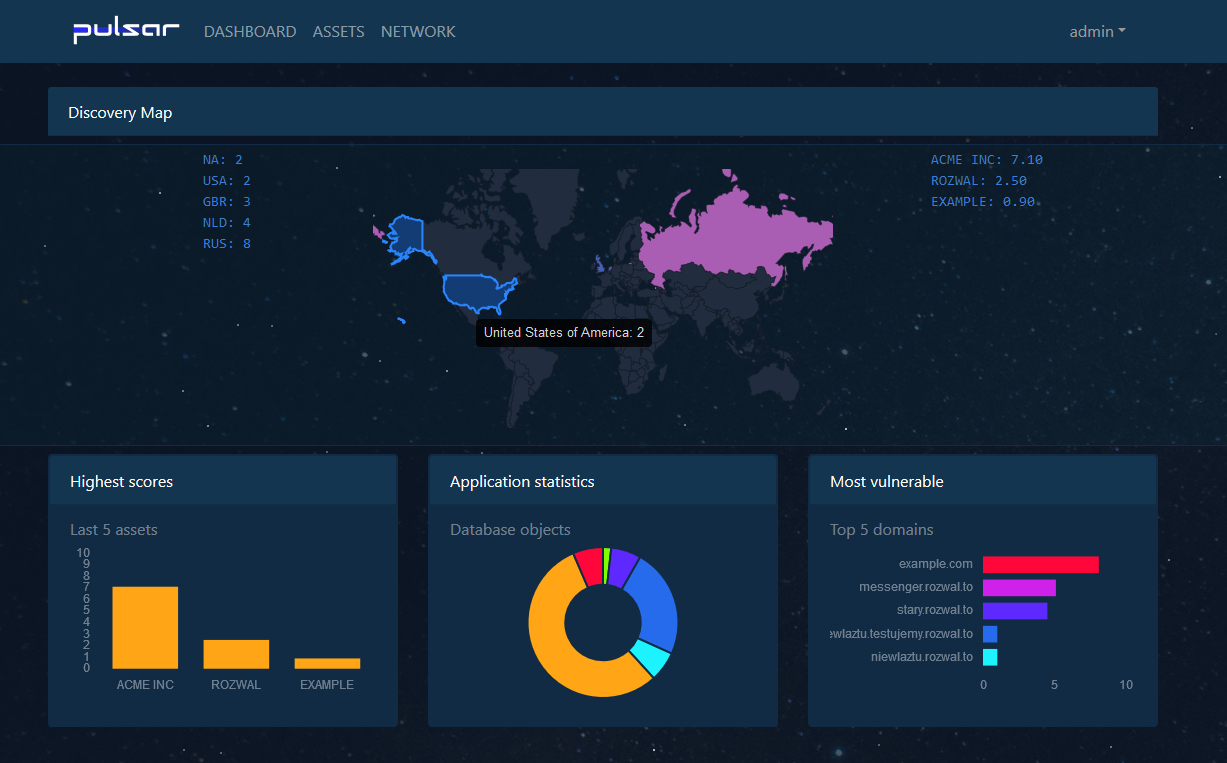 pulsar DASHBOARD ASSETS NETWORK admin
Discovery Map
NA: 2
USA: 2
GBR: 3
NLD: 4
RUS: 8
ACME INC: 7.10
ROZWAL: 2.50
EXAMPLE: 0.90
United States of America: 2
Highest scores
Last 5 assets
10
9
8
7
6
5
4
3
2
1
0
ACME INC ROZWAL EXAMPLE
Application statistics
Database objects
Most vulnerable
Top 5 domains
example.com
messenger.rozwal.to
stary.rozwal.to
ewlaztu.testujemy.rozwal.to
niewlaztu.rozwal.to
0 5 10